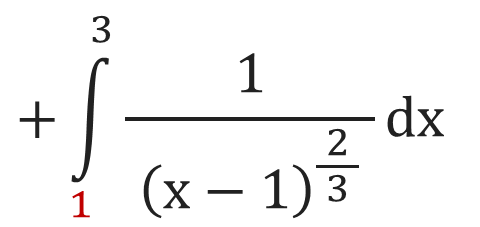 +∫₁³ 1/(x − 1)^(2/3) dx